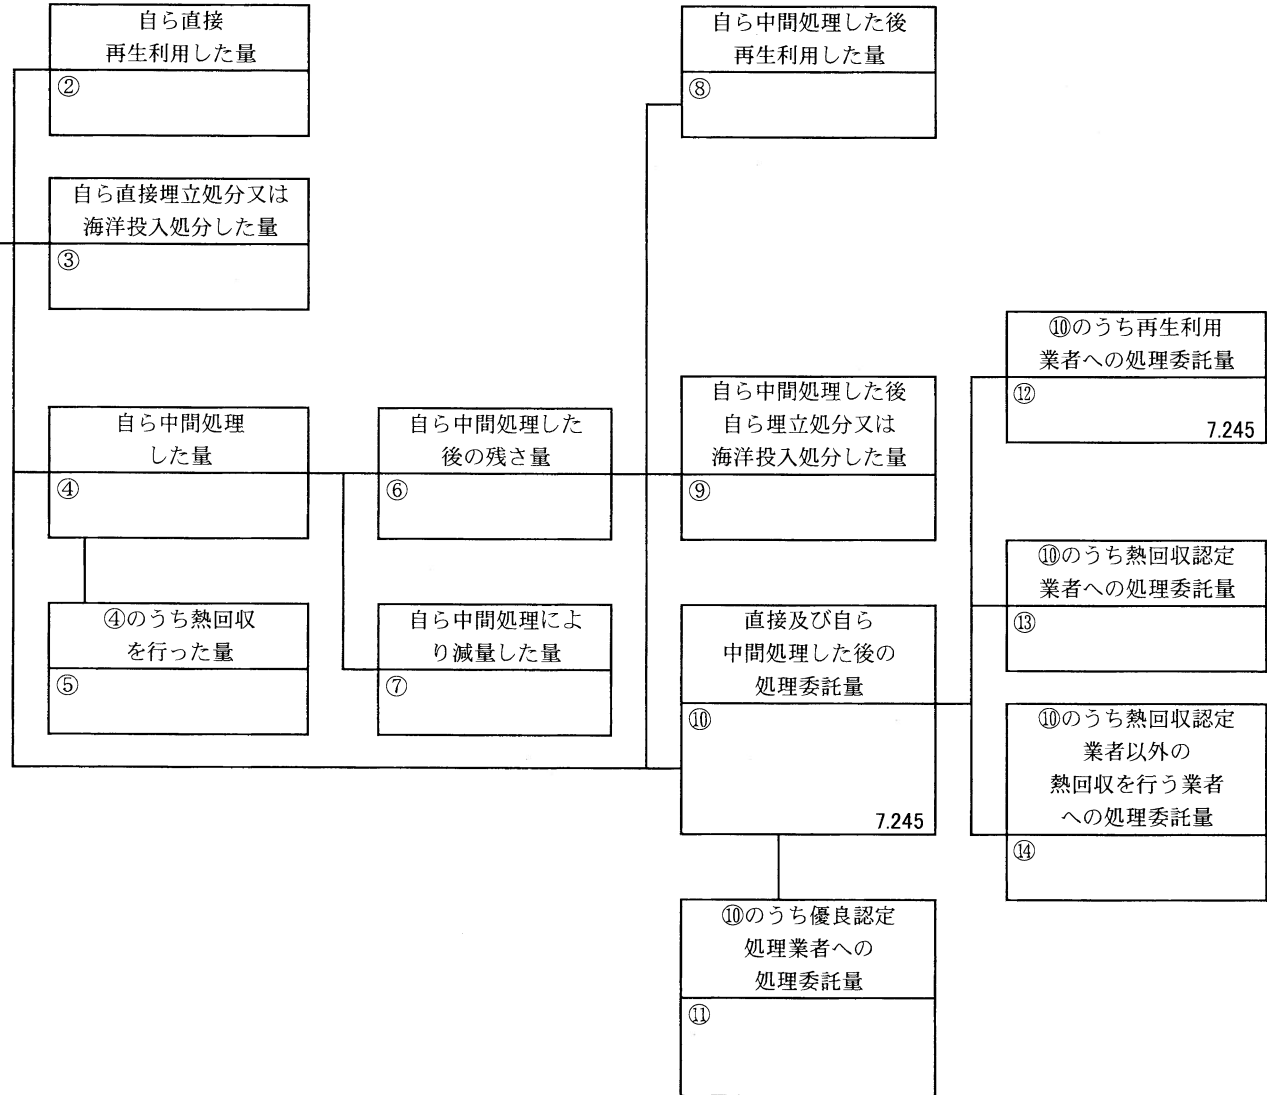 自ら直接
再生利用した量
②
自ら直接埋立処分又は
海洋投入処分した量
③
自ら中間処理
した量
④
④のうち熱回収
を行った量
⑤
自ら中間処理した
後の残さ量
⑥
自ら中間処理によ
り減量した量
⑦
自ら中間処理した後
再生利用した量
⑧
自ら中間処理した後
自ら埋立処分又は
海洋投入処分した量
⑨
直接及び自ら
中間処理した後の
処理委託量
⑩
7.245
⑩のうち優良認定
処理業者への
処理委託量
⑪
⑩のうち再生利用
業者への処理委託量
⑫
7.245
⑩のうち熱回収認定
業者への処理委託量
⑬
⑩のうち熱回収認定
業者以外の
熱回収を行う業者
への処理委託量
⑭